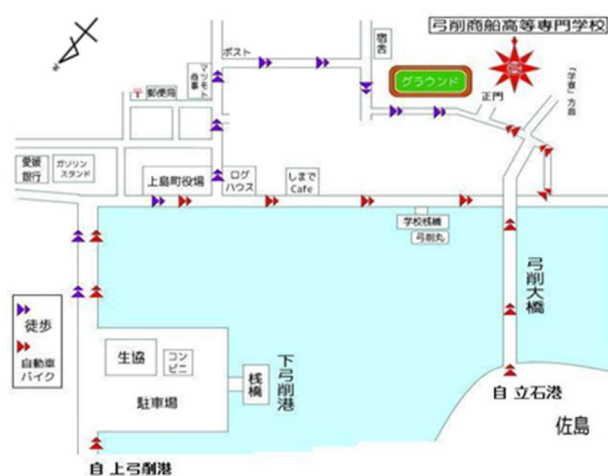 弓削商船高等専門学校
宿舎
ポスト
マツモト
商事
グラウンド
正門
「学寮」方面
〒郵便局
愛媛
銀行
ガソリン
スタンド
上島町役場
ログ
ハウス
しまで
Cafe
学校桟橋
弓削丸
弓削大橋
徒歩
自動車
バイク
生協
コン
ビニ
駐車場
桟橋
下弓削港
自 立石港
佐島
自 上弓削港